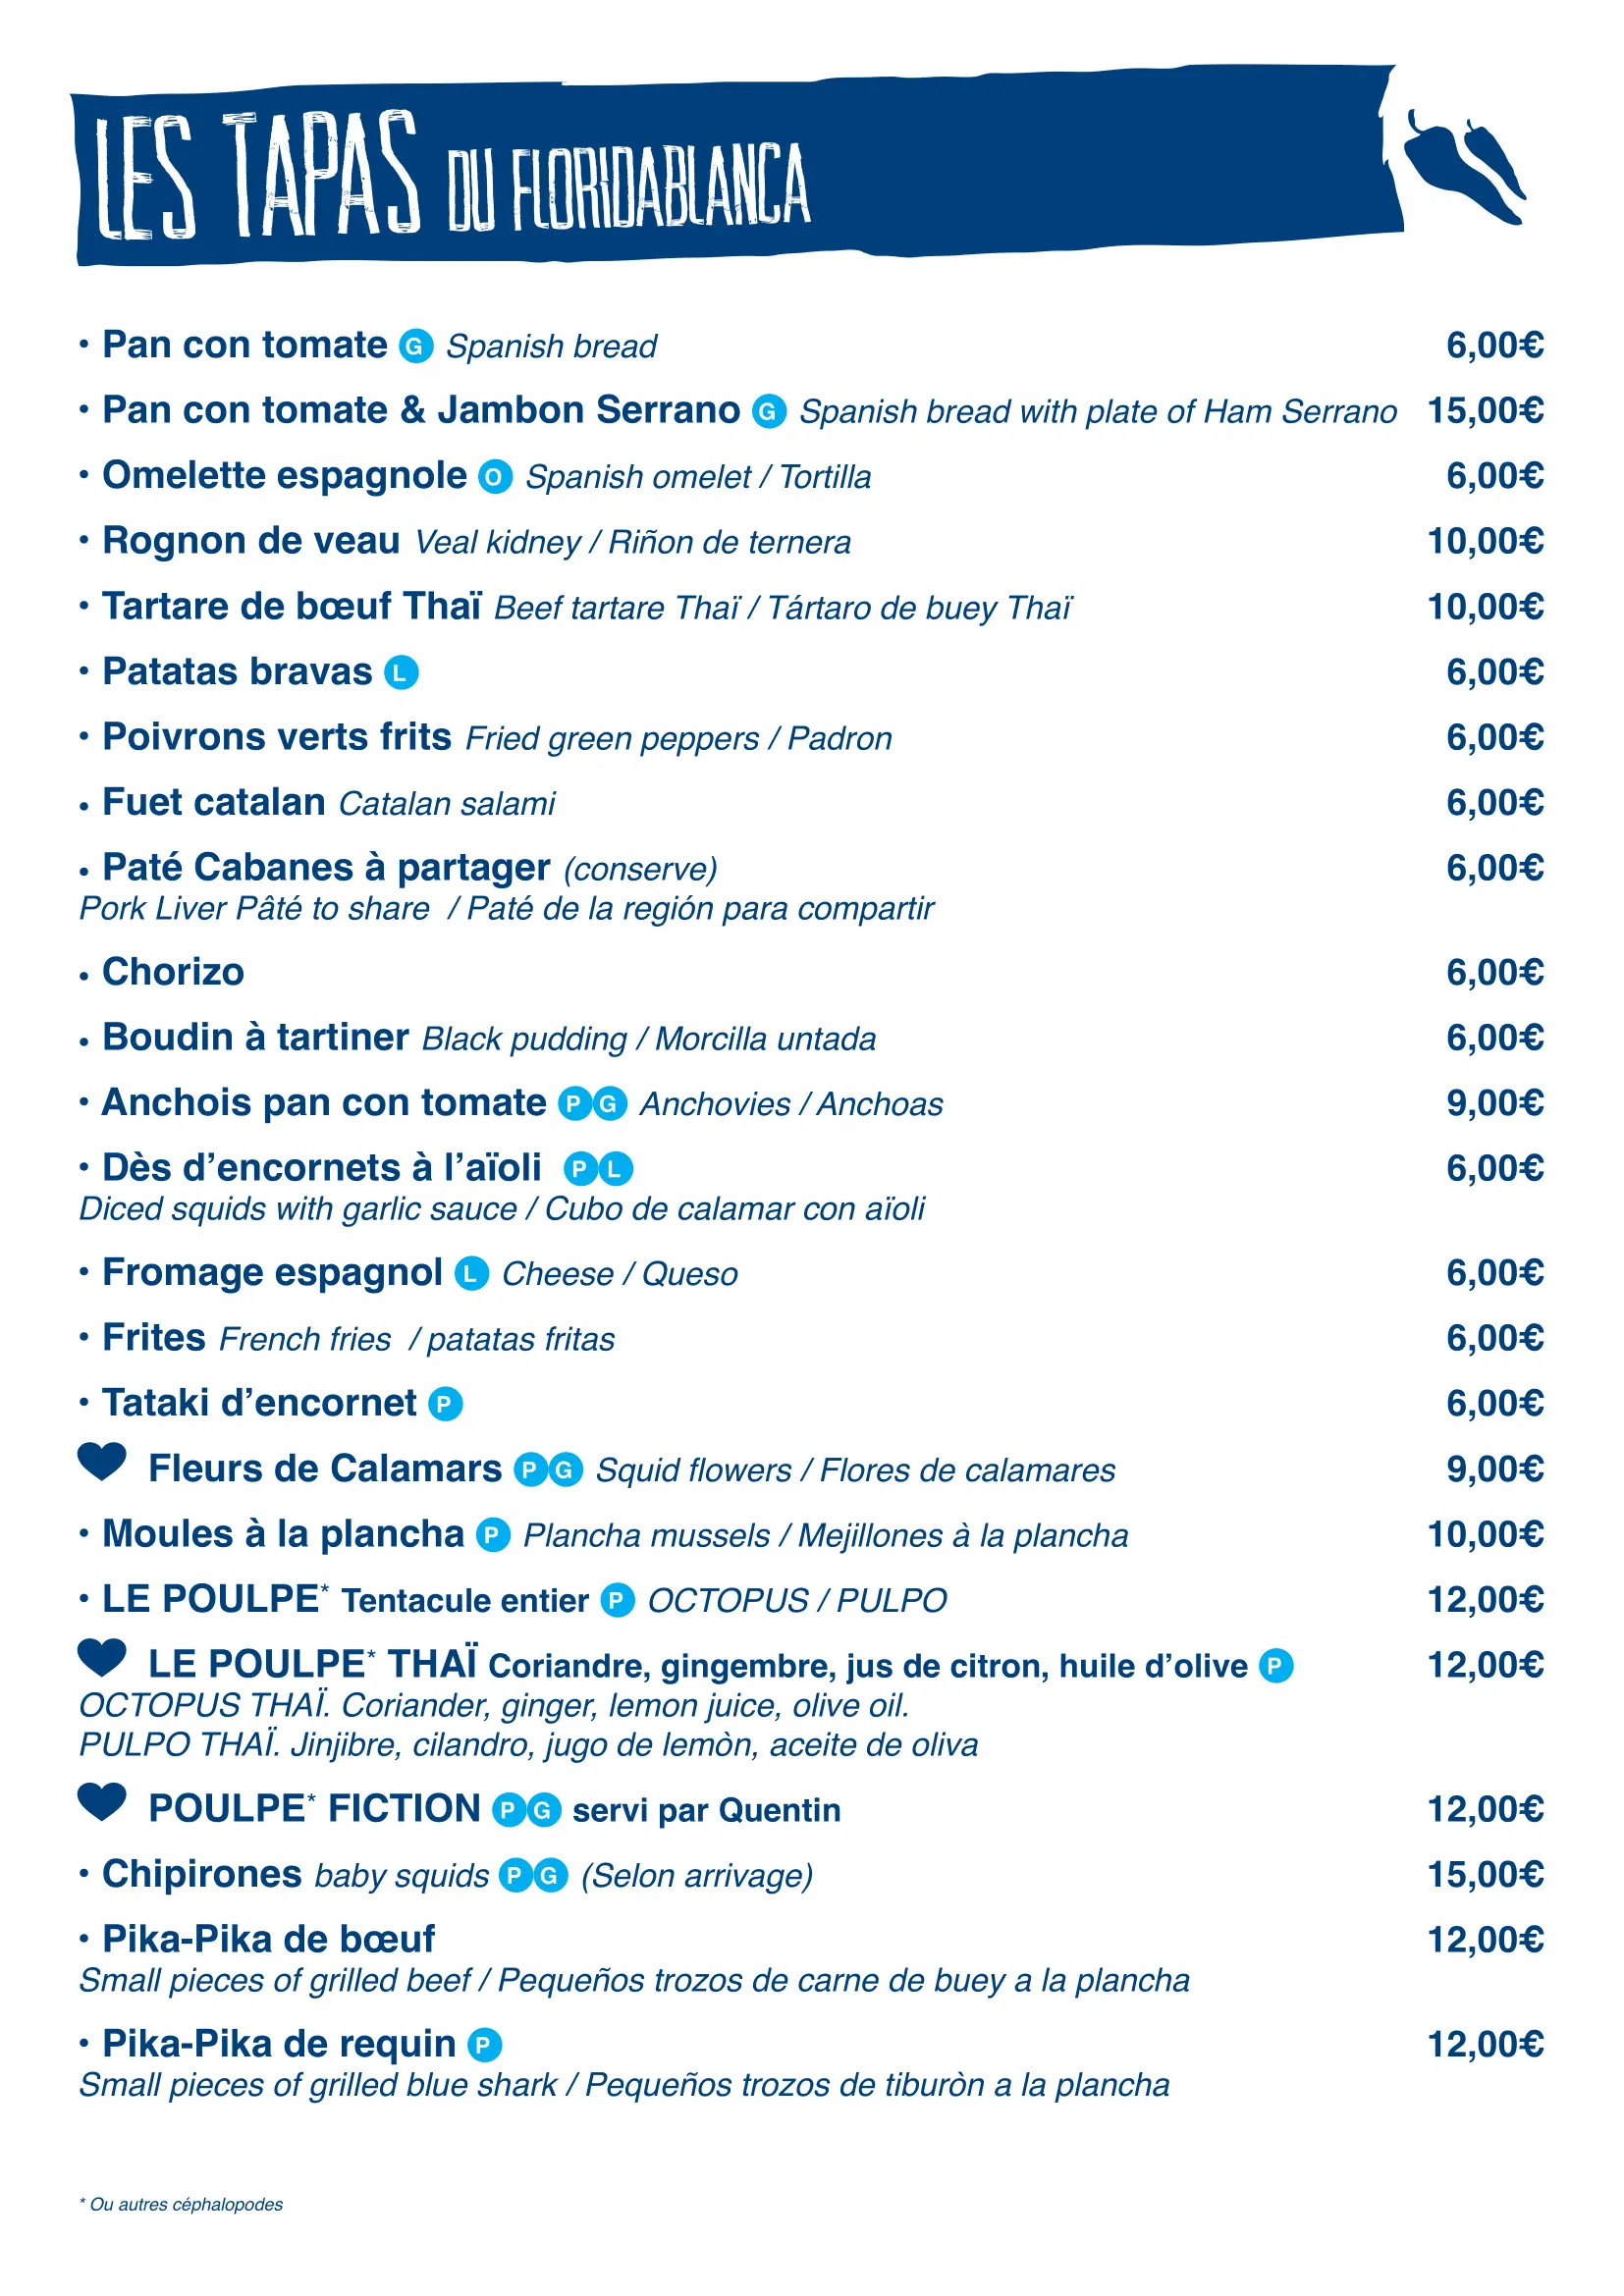 LES TAPAS DU FLORIDABLANCA
• Pan con tomate G Spanish bread 6,00€
• Pan con tomate & Jambon Serrano G Spanish bread with plate of Ham Serrano 15,00€
• Omelette espagnole O Spanish omelet / Tortilla 6,00€
• Rognon de veau Veal kidney / Riñon de ternera 10,00€
• Tartare de bœuf Thaï Beef tartare Thaï / Tártaro de buey Thaï 10,00€
• Patatas bravas L 6,00€
• Poivrons verts frits Fried green peppers / Padron 6,00€
• Fuet catalan Catalan salami 6,00€
• Paté Cabanes à partager (conserve) 6,00€
Pork Liver Pâté to share / Paté de la región para compartir
• Chorizo 6,00€
• Boudin à tartiner Black pudding / Morcilla untada 6,00€
• Anchois pan con tomate P G Anchovies / Anchoas 9,00€
• Dès d’encornets à l’aïoli P L 6,00€
Diced squids with garlic sauce / Cubo de calamar con aïoli
• Fromage espagnol L Cheese / Queso 6,00€
• Frites French fries / patatas fritas 6,00€
• Tataki d’encornet P 6,00€
Fleurs de Calamars P G Squid flowers / Flores de calamares 9,00€
• Moules à la plancha P Plancha mussels / Mejillones à la plancha 10,00€
• LE POULPE* Tentacule entier P OCTOPUS / PULPO 12,00€
LE POULPE* THAÏ Coriandre, gingembre, jus de citron, huile d’olive P 12,00€
OCTOPUS THAÏ. Coriander, ginger, lemon juice, olive oil.
PULPO THAÏ. Jinjibre, cilandro, jugo de lemòn, aceite de oliva
POULPE* FICTION P G servi par Quentin 12,00€
• Chipirones baby squids P G (Selon arrivage) 15,00€
• Pika-Pika de bœuf 12,00€
Small pieces of grilled beef / Pequeños trozos de carne de buey a la plancha
• Pika-Pika de requin P 12,00€
Small pieces of grilled blue shark / Pequeños trozos de tiburòn a la plancha
* Ou autres céphalopodes